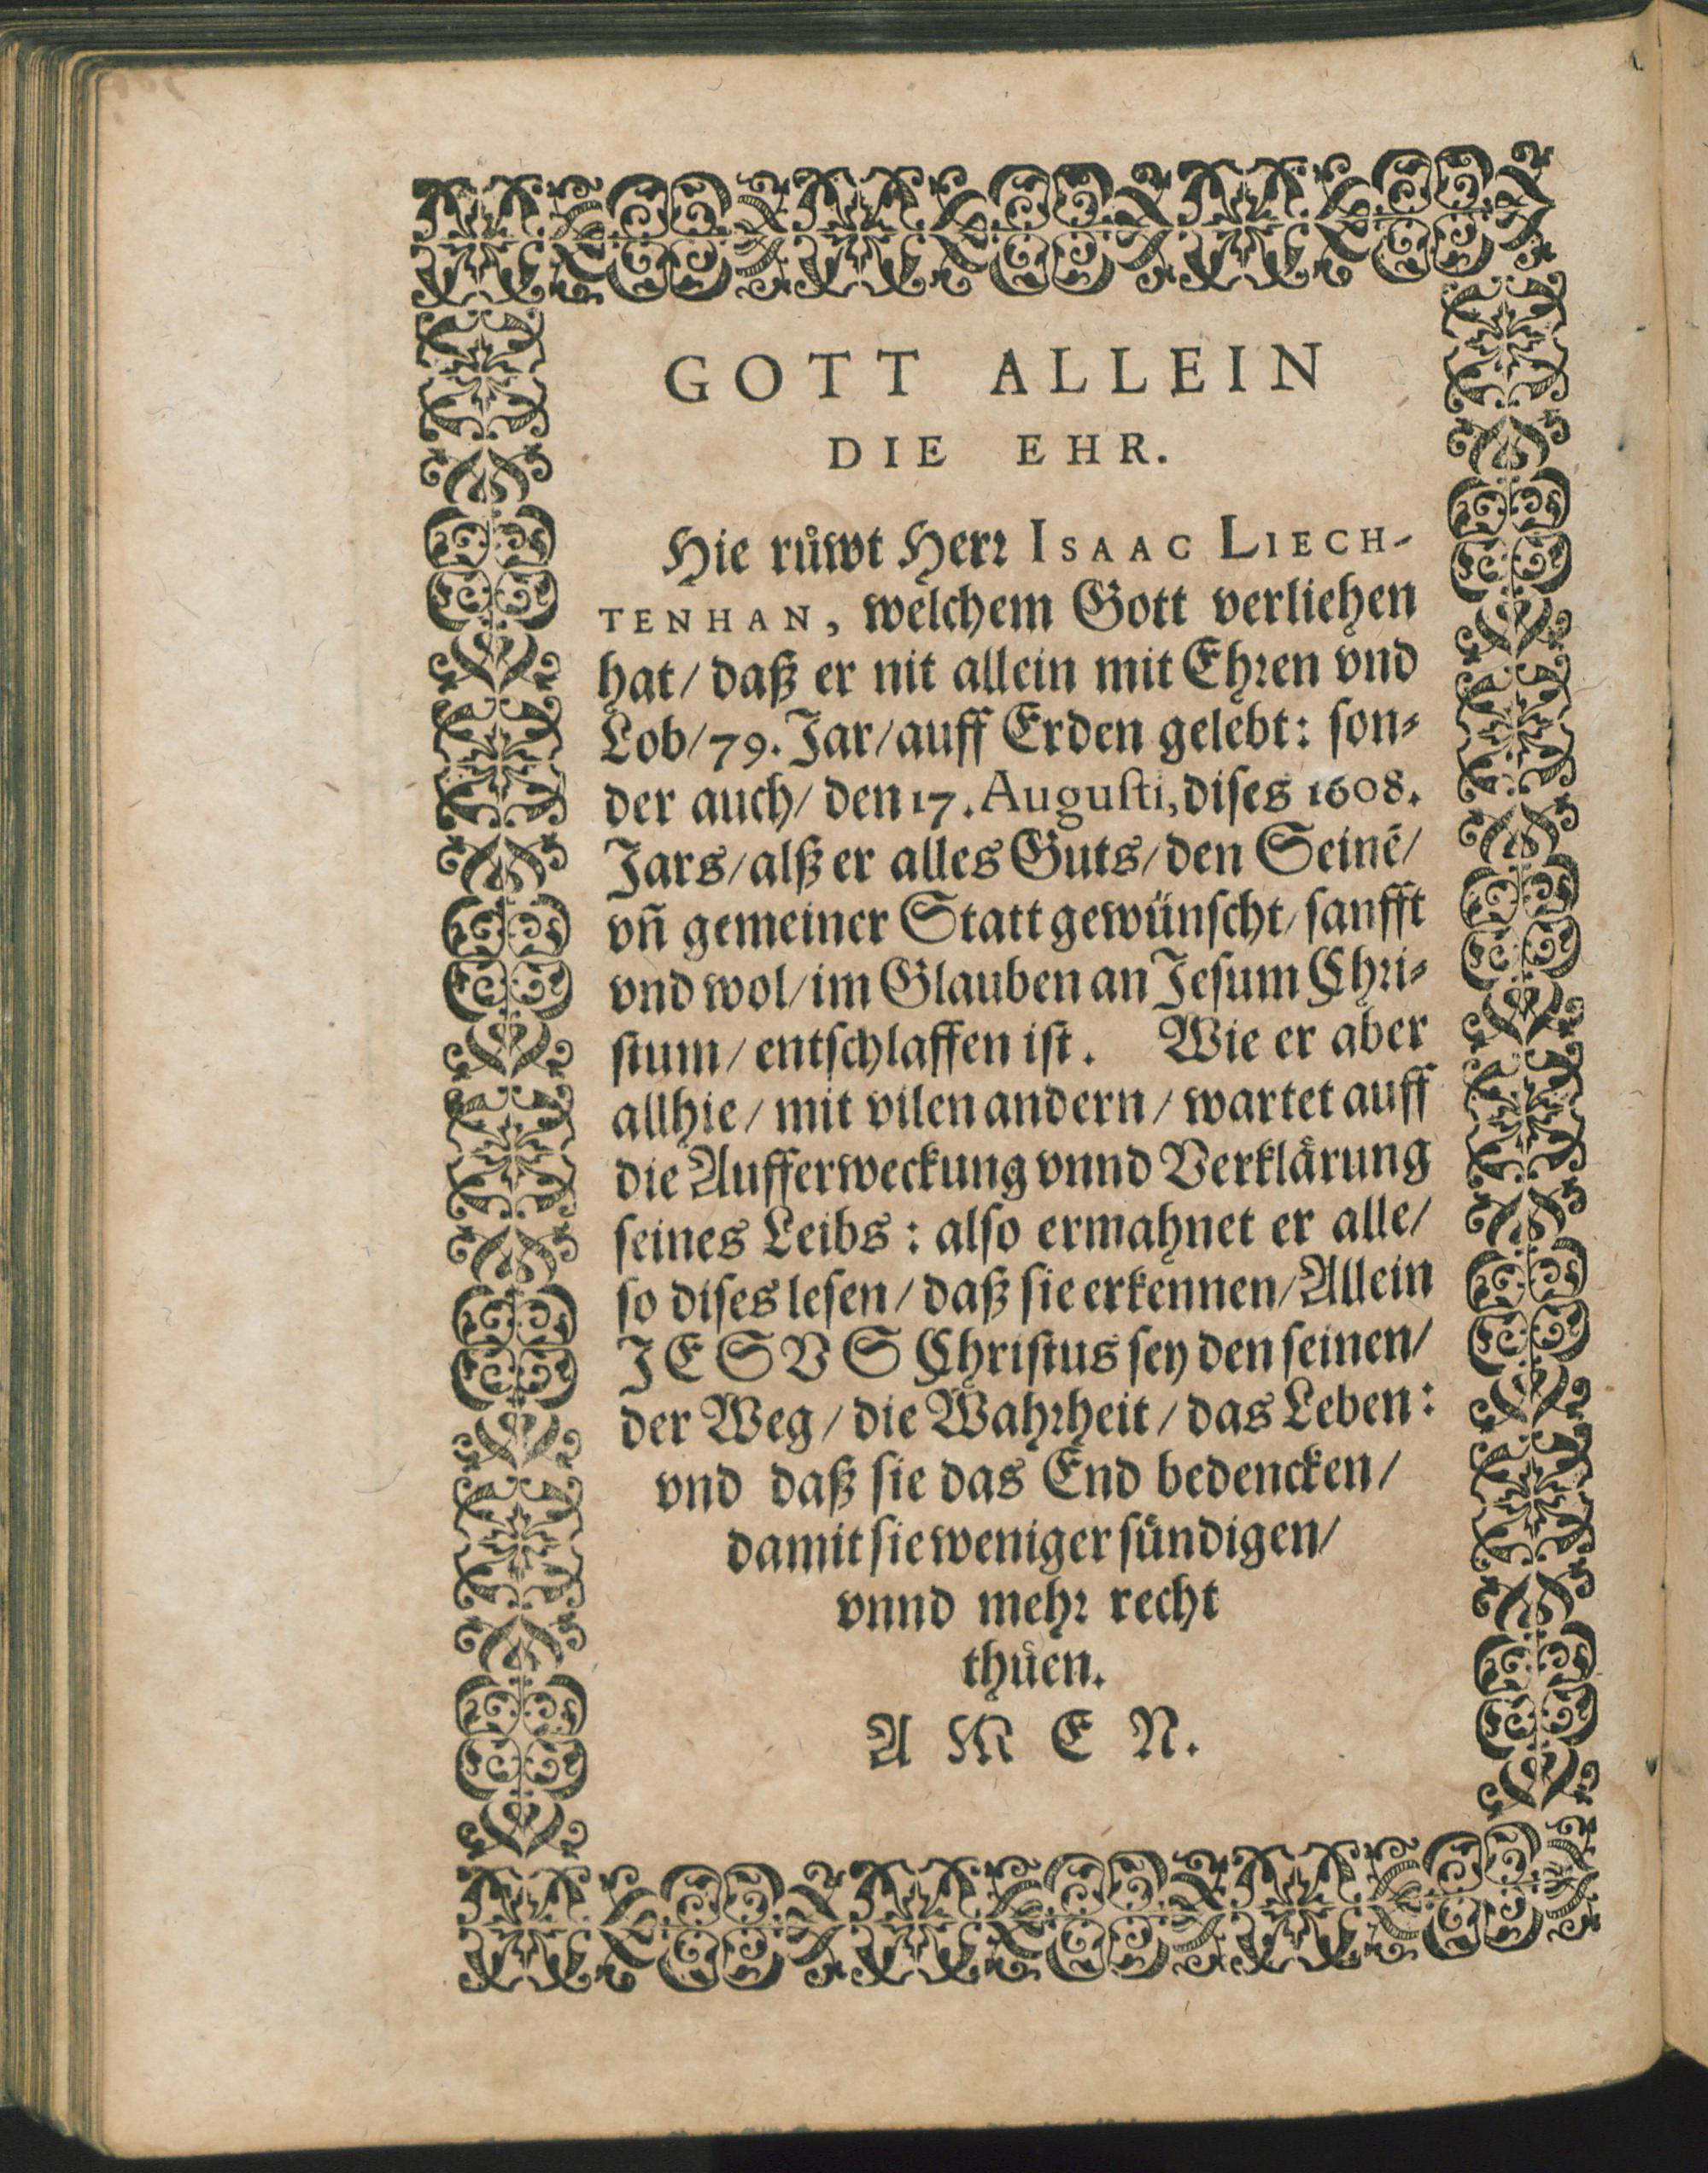 GOTT ALLEIN
DIE EHR.
Hie růwt Herr ISAAC LIECH-
TENHAN, welchem Gott verliehen
hat / daß er nit allein mit Ehren vnd
Lob / 79. Jar / auff Erden gelebt: son-
der auch / den 17. Augusti, dises 1608.
Jars / alß er alles Guts / den Seinē /
vñ gemeiner Statt gewünscht / sanfft
vnd wol / im Glauben an Jesum Chri-
stum / entschlaffen ist. Wie er aber
allhie / mit vilen andern / wartet auff
die Aufferweckung vnnd Verklärung
seines Leibs : also ermahnet er alle /
so dises lesen / daß sie erkennen / Allein
JESVS Christus sey den seinen /
der Weg / die Wahrheit / das Leben :
vnd daß sie das End bedencken /
damit sie weniger sündigen /
vnnd mehr recht
thüen.
AMEN.